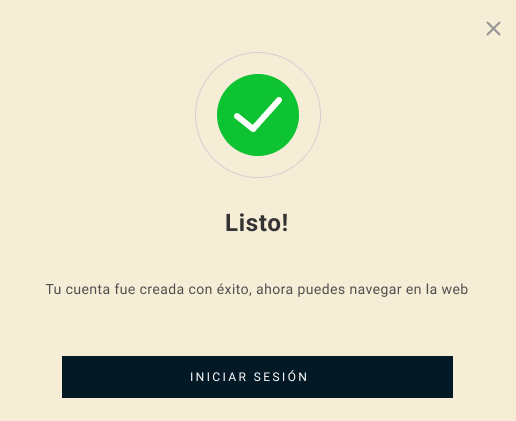 Listo!
Tu cuenta fue creada con éxito, ahora puedes navegar en la web
INICIAR SESIÓN